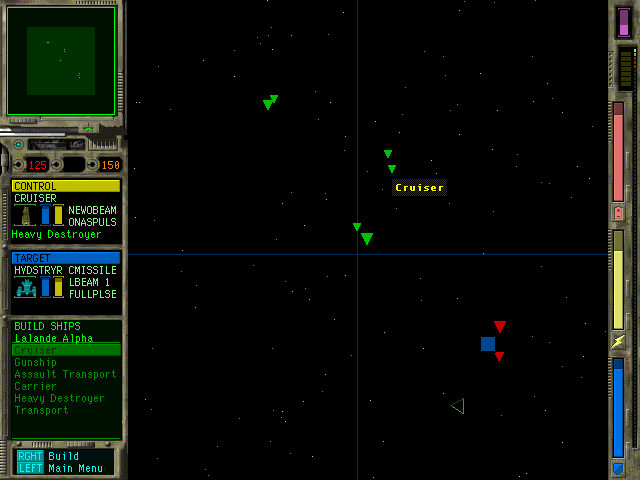 125 150
CONTROL
CRUISER
NEWOBEAM
ONASPULS
Heavy Destroyer
TARGET
HVDSTRYR CMISSILE
LBEAM 1
FULLPLSE
BUILD SHIPS
Lalande Alpha
Cruiser
Gunship
Assault Transport
Carrier
Heavy Destroyer
Transport
RGHT Build
LEFT Main Menu
Cruiser